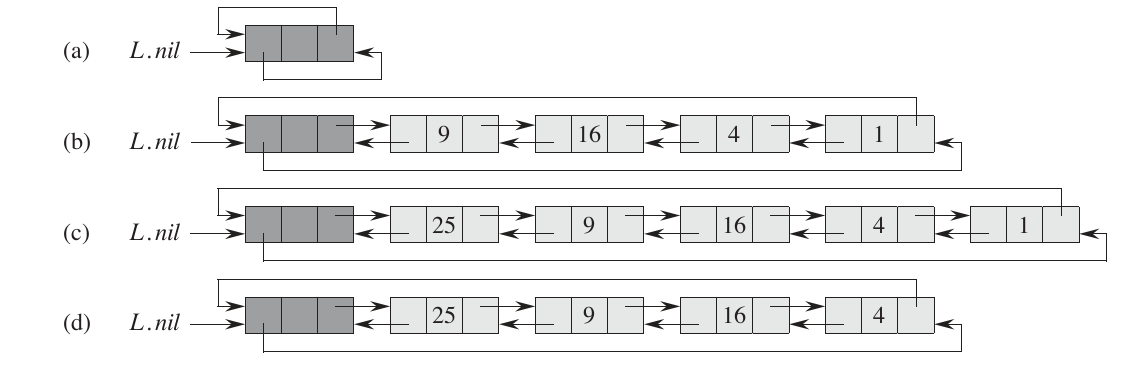 (a) L.nil
(b) L.nil 9 16 4 1
(c) L.nil 25 9 16 4 1
(d) L.nil 25 9 16 4